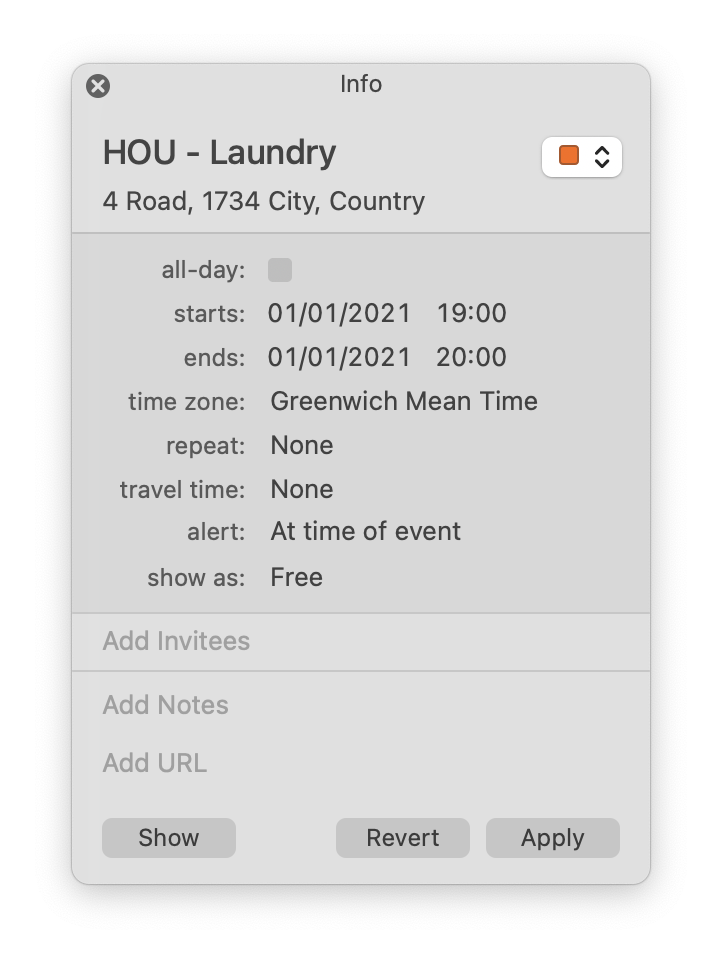 Info
HOU - Laundry
4 Road, 1734 City, Country
all-day:
starts: 01/01/2021 19:00
ends: 01/01/2021 20:00
time zone: Greenwich Mean Time
repeat: None
travel time: None
alert: At time of event
show as: Free
Add Invitees
Add Notes
Add URL
Show Revert Apply